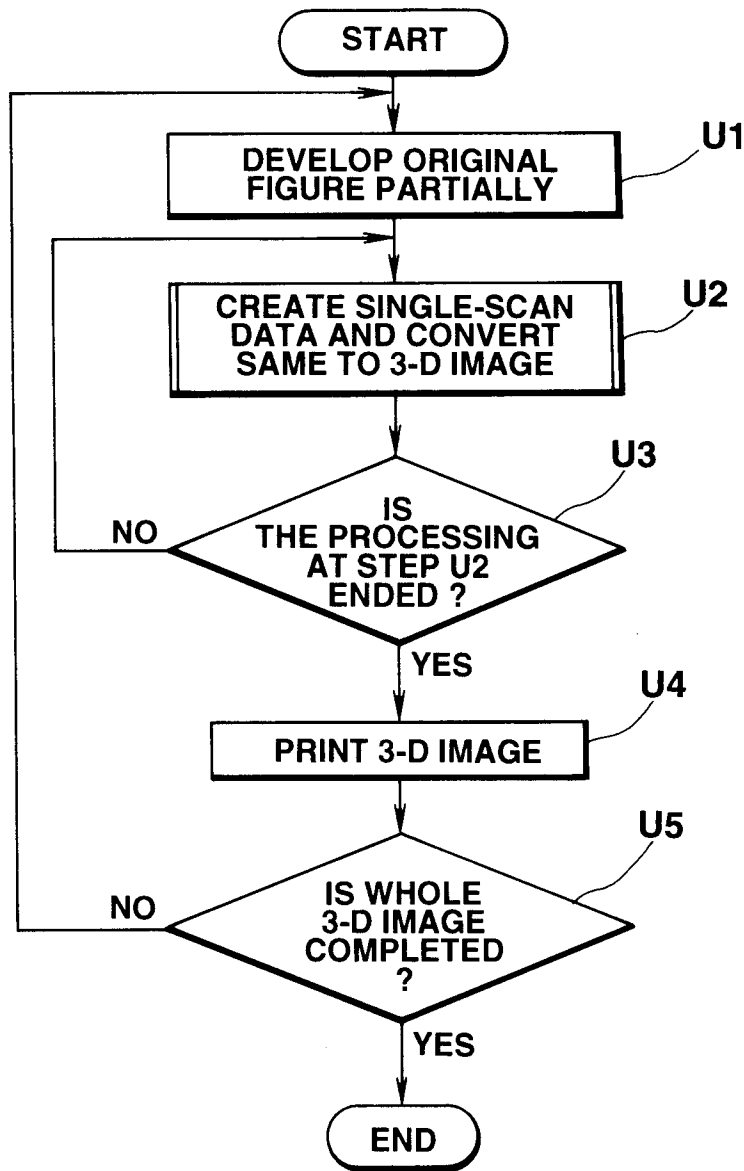 START
U1
DEVELOP ORIGINAL
FIGURE PARTIALLY
U2
CREATE SINGLE-SCAN
DATA AND CONVERT
SAME TO 3-D IMAGE
U3
IS
THE PROCESSING
AT STEP U2
ENDED ?
NO
YES
U4
PRINT 3-D IMAGE
U5
IS WHOLE
3-D IMAGE
COMPLETED
?
NO
YES
END